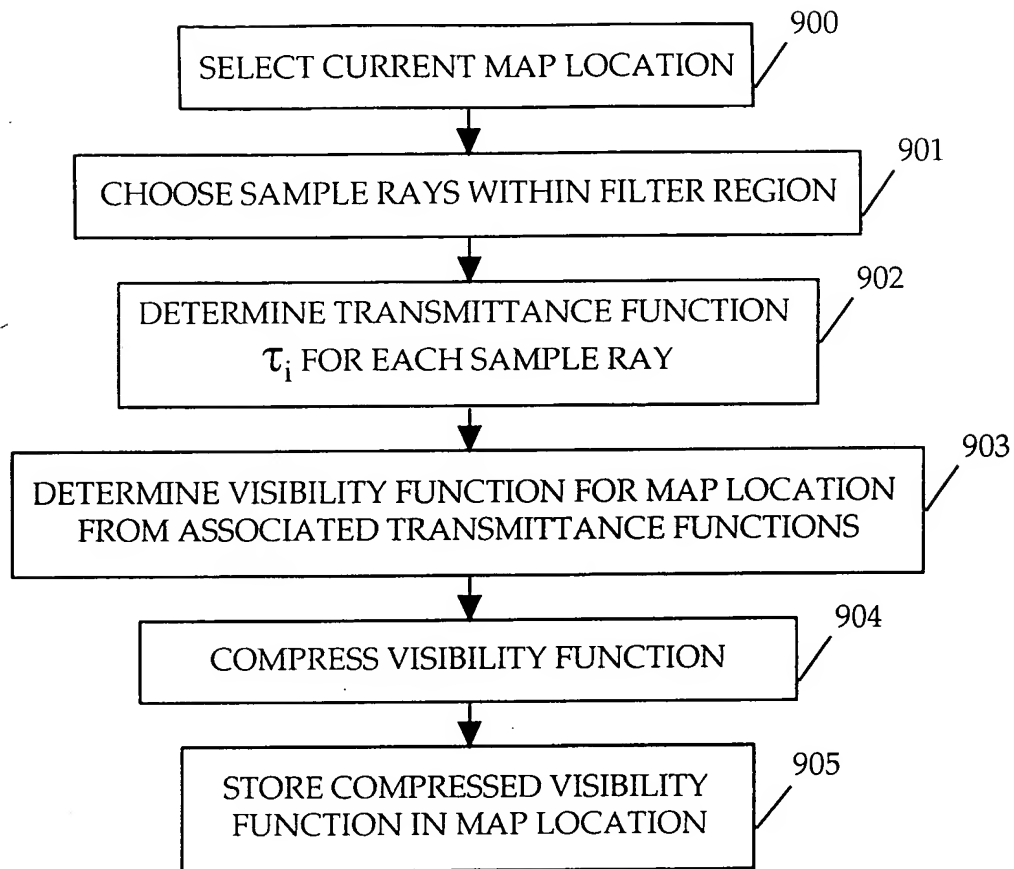 900
SELECT CURRENT MAP LOCATION
901
CHOOSE SAMPLE RAYS WITHIN FILTER REGION
902
DETERMINE TRANSMITTANCE FUNCTION
τi FOR EACH SAMPLE RAY
903
DETERMINE VISIBILITY FUNCTION FOR MAP LOCATION
FROM ASSOCIATED TRANSMITTANCE FUNCTIONS
904
COMPRESS VISIBILITY FUNCTION
905
STORE COMPRESSED VISIBILITY
FUNCTION IN MAP LOCATION